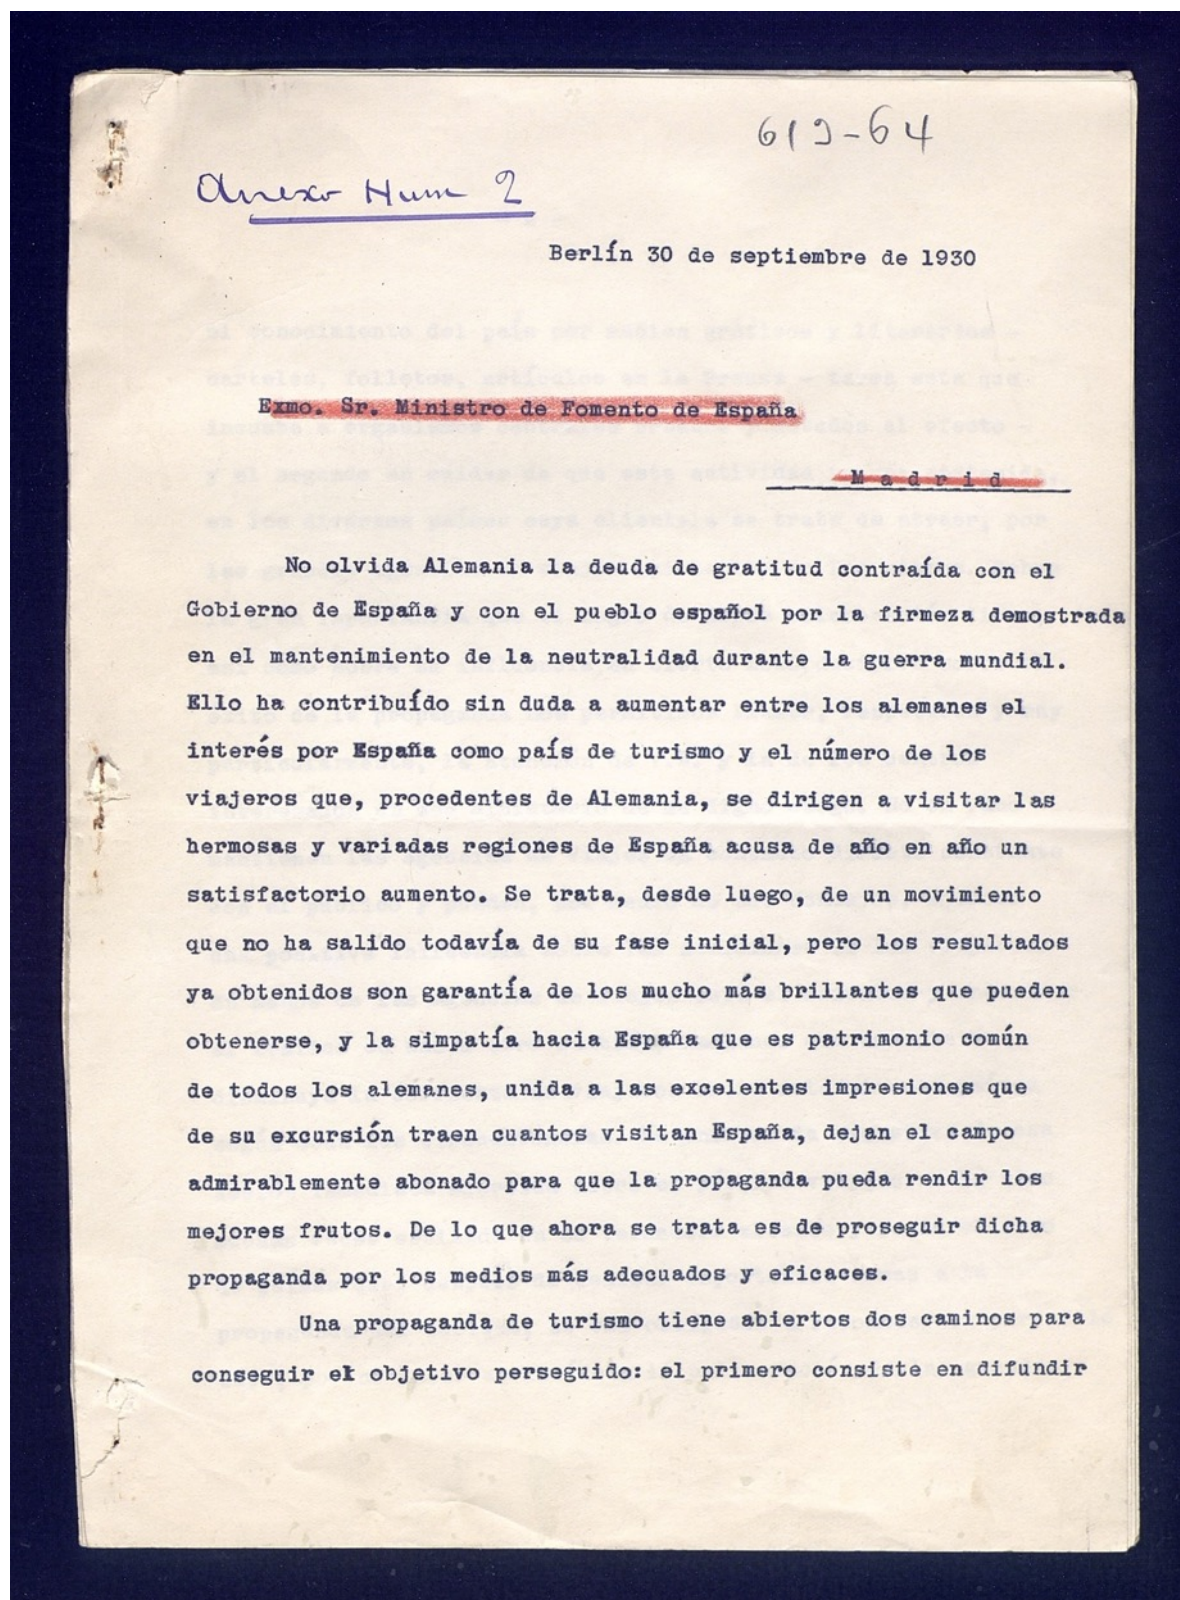 619-64
Anexo Num 2
Berlín 30 de septiembre de 1930
Exmo. Sr. Ministro de Fomento de España
Madrid
No olvida Alemania la deuda de gratitud contraída con el
Gobierno de España y con el pueblo español por la firmeza demostrada
en el mantenimiento de la neutralidad durante la guerra mundial.
Ello ha contribuído sin duda a aumentar entre los alemanes el
interés por España como país de turismo y el número de los
viajeros que, procedentes de Alemania, se dirigen a visitar las
hermosas y variadas regiones de España acusa de año en año un
satisfactorio aumento. Se trata, desde luego, de un movimiento
que no ha salido todavía de su fase inicial, pero los resultados
ya obtenidos son garantía de los mucho más brillantes que pueden
obtenerse, y la simpatía hacia España que es patrimonio común
de todos los alemanes, unida a las excelentes impresiones que
de su excursión traen cuantos visitan España, dejan el campo
admirablemente abonado para que la propaganda pueda rendir los
mejores frutos. De lo que ahora se trata es de proseguir dicha
propaganda por los medios más adecuados y eficaces.
Una propaganda de turismo tiene abiertos dos caminos para
conseguir el objetivo perseguido: el primero consiste en difundir